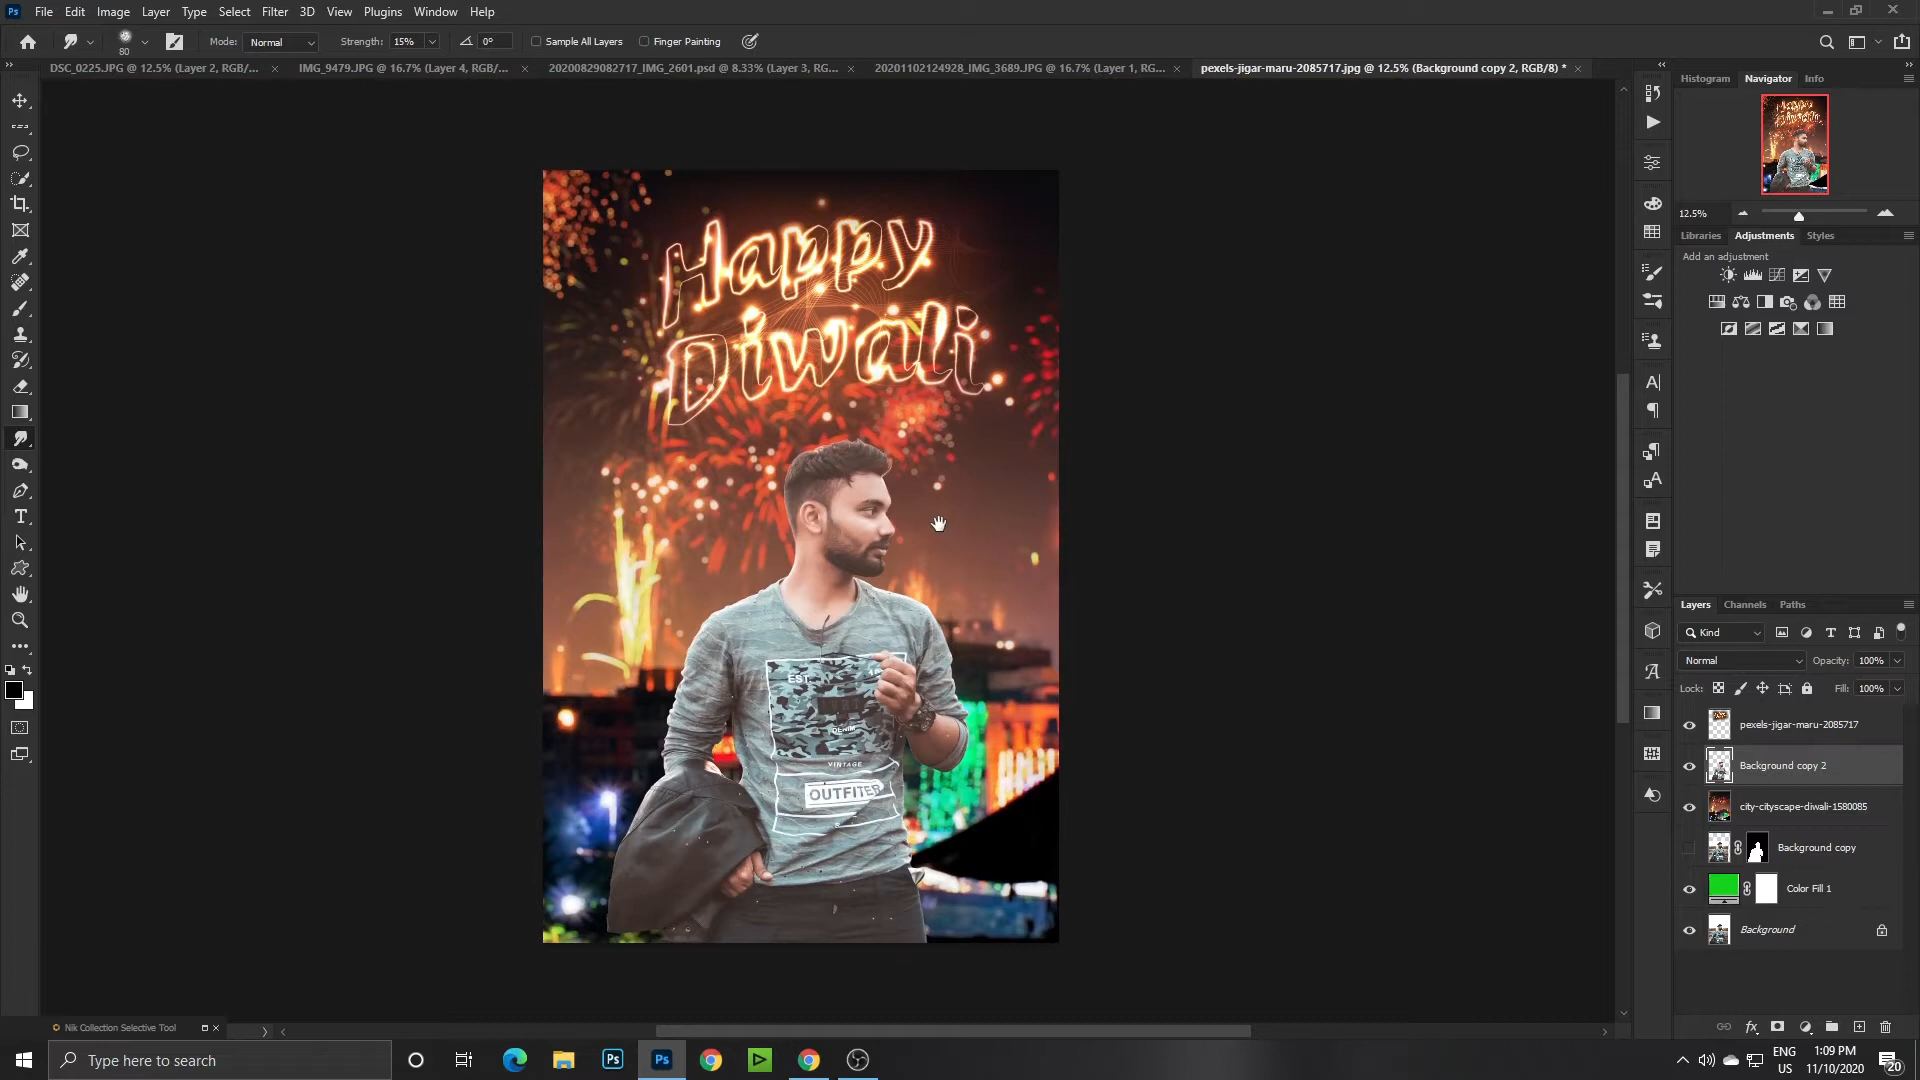 Ps File Edit Image Layer Type Select Filter 3D View Plugins Window Help
80 Mode: Normal Strength: 15% 0° Sample All Layers Finger Painting
DSC_0225.JPG @ 12.5% (Layer 2, RGB/... × IMG_9479.JPG @ 16.7% (Layer 4, RGB/... × 20200829082717_IMG_2601.psd @ 8.33% (Layer 3, RG... × 20201102124928_IMG_3689.JPG @ 16.7% (Layer 1, RG... × pexels-jigar-maru-2085717.jpg @ 12.5% (Background copy 2, RGB/8) * ×
Histogram Navigator Info
12.5%
Libraries Adjustments Styles
Add an adjustment
Happy
Diwali
EST.
DENIM
VINTAGE
OUTFITER
Layers Channels Paths
Kind
Normal Opacity: 100%
Lock: Fill: 100%
pexels-jigar-maru-2085717
Background copy 2
city-cityscape-diwali-1580085
Background copy
Color Fill 1
Background
Nik Collection Selective Tool
Type here to search
Ps
Ps
ENG
US
1:09 PM
11/10/2020
20